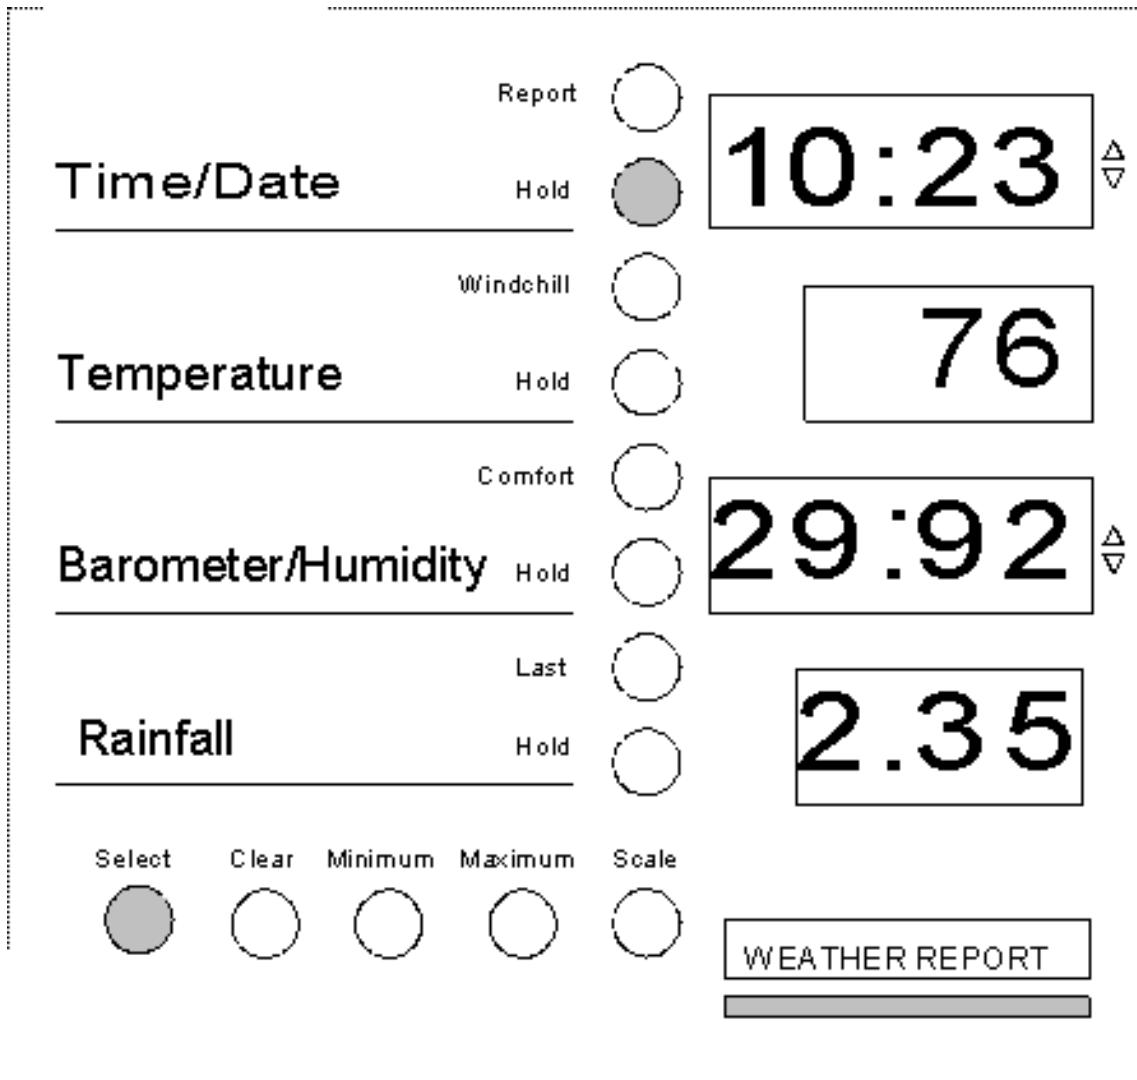 Report
10:23
Time/Date Hold
Windchill
76
Temperature Hold
Comfort
29:92
Barometer/Humidity Hold
Last
2.35
Rainfall Hold
Select Clear Minimum Maximum Scale
WEATHER REPORT